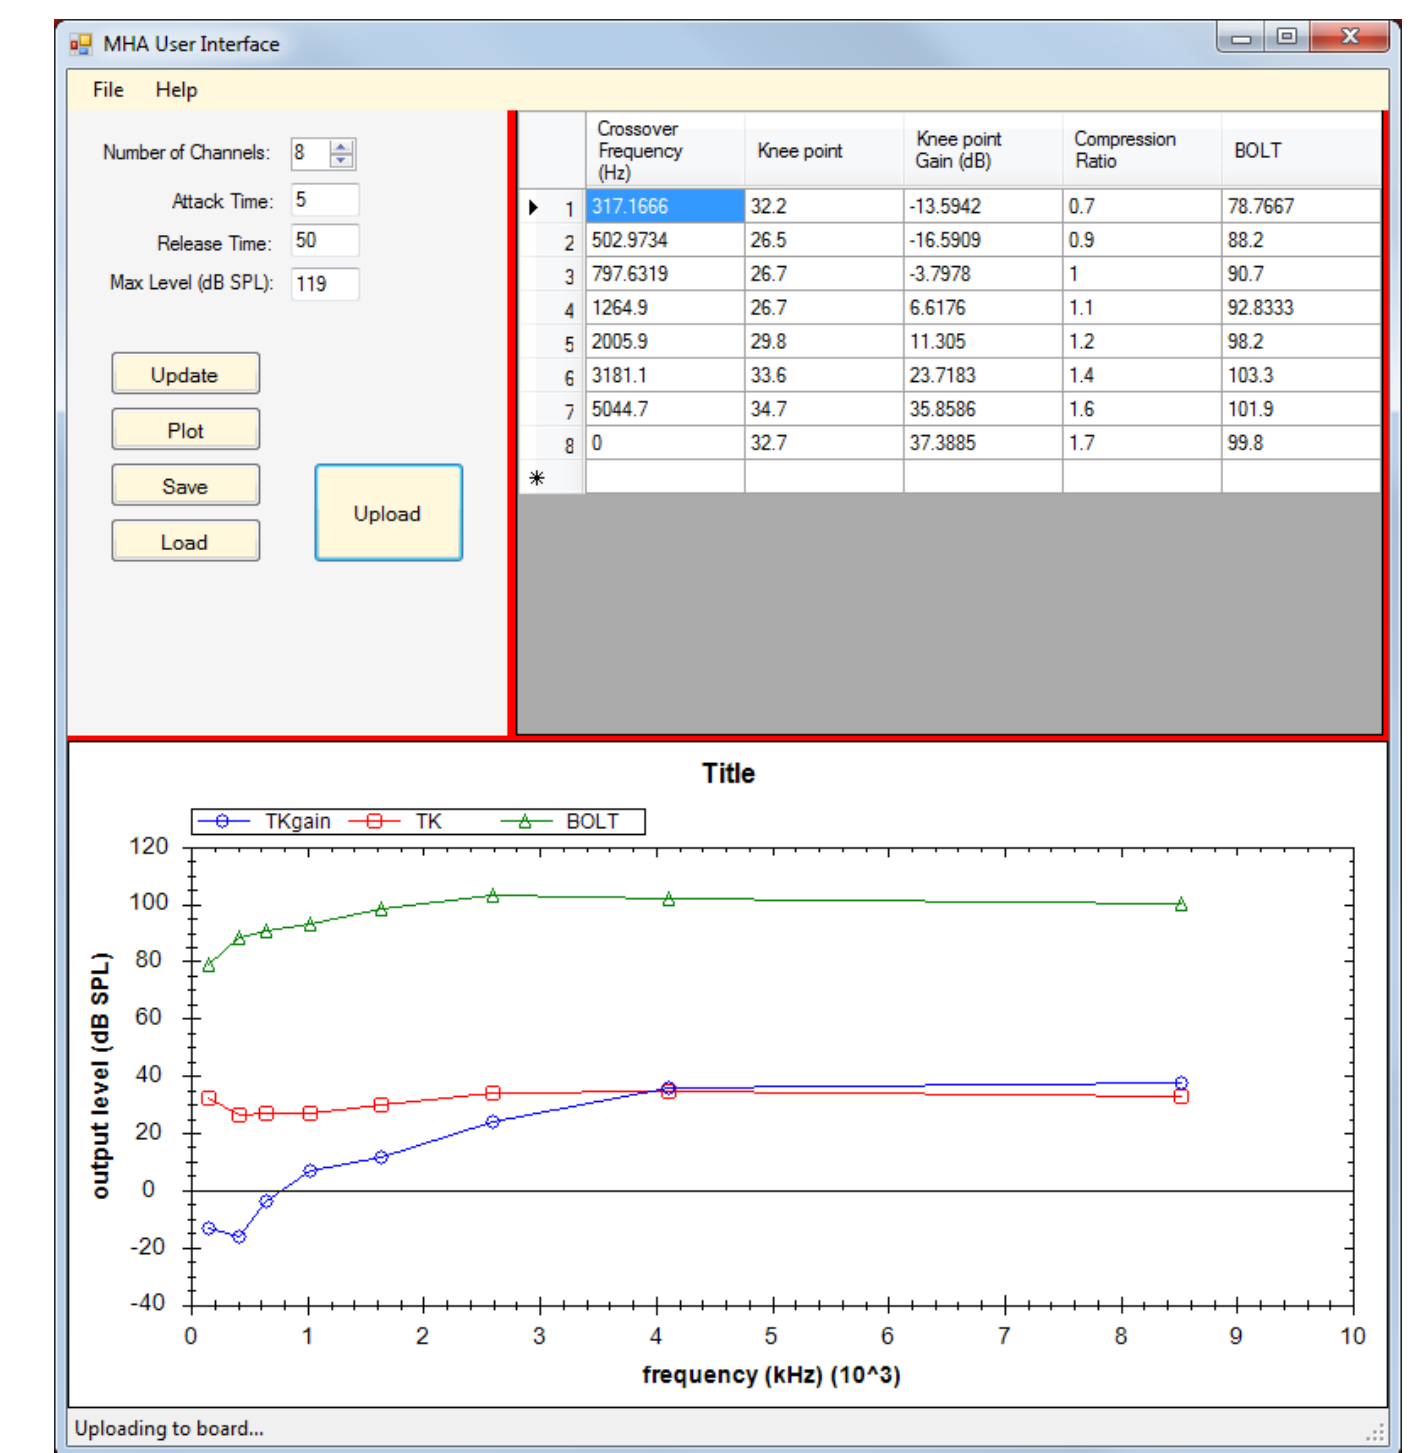 MHA User Interface
File Help
Number of Channels: 8
Attack Time: 5
Release Time: 50
Max Level (dB SPL): 119
Update
Plot
Save
Load
Upload
Crossover Frequency (Hz) Knee point Knee point Gain (dB) Compression Ratio BOLT
1 317.1666 32.2 -13.5942 0.7 78.7667
2 502.9734 26.5 -16.5909 0.9 88.2
3 797.6319 26.7 -3.7978 1 90.7
4 1264.9 26.7 6.6176 1.1 92.8333
5 2005.9 29.8 11.305 1.2 98.2
6 3181.1 33.6 23.7183 1.4 103.3
7 5044.7 34.7 35.8586 1.6 101.9
8 0 32.7 37.3885 1.7 99.8
Title
TKgain TK BOLT
output level (dB SPL)
120
100
80
60
40
20
0
-20
-40
0 1 2 3 4 5 6 7 8 9 10
frequency (kHz) (10^3)
Uploading to board...